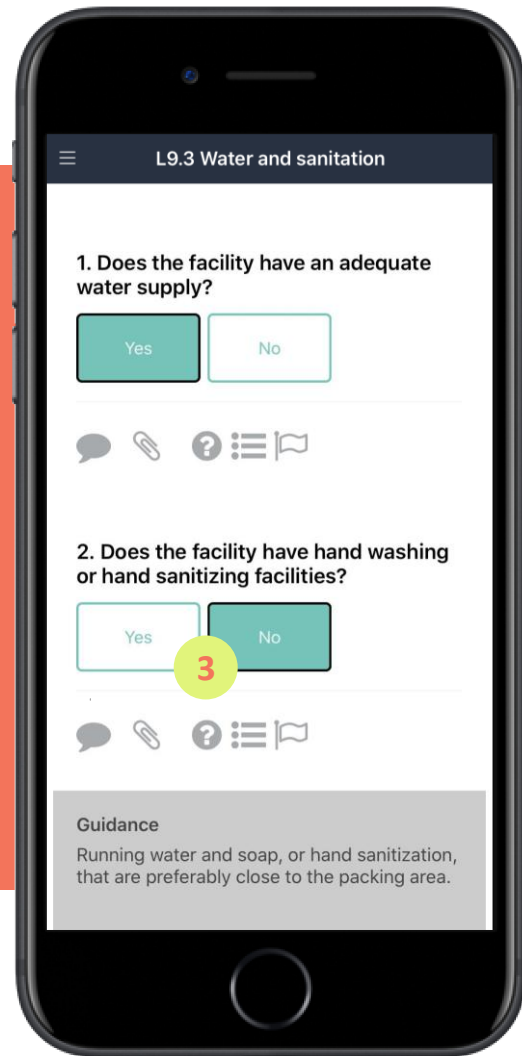 L9.3 Water and sanitation
1. Does the facility have an adequate
water supply?
Yes No
2. Does the facility have hand washing
or hand sanitizing facilities?
Yes No
3
Guidance
Running water and soap, or hand sanitization,
that are preferably close to the packing area.